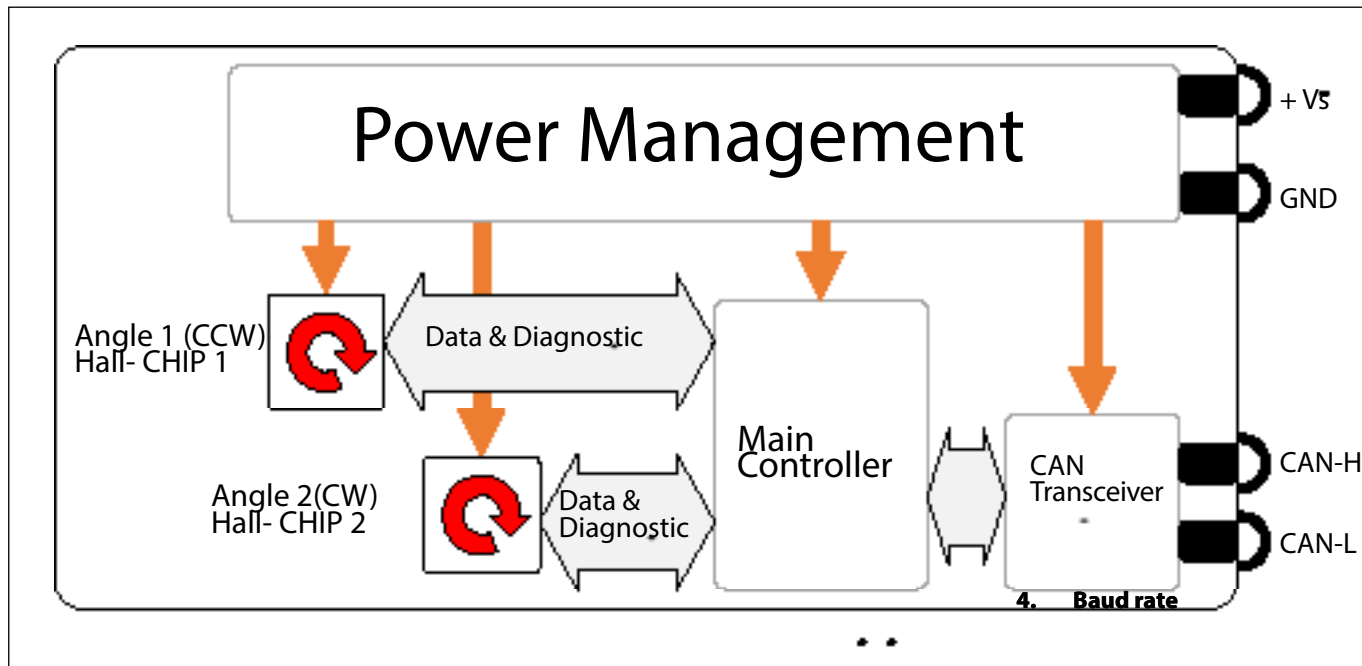 Power Management
+ Vs
GND
Angle 1 (CCW)
Hall- CHIP 1
Data & Diagnostic
Main
Controller
CAN
Transceiver
CAN-H
CAN-L
Angle 2(CW)
Hall- CHIP 2
Data &
Diagnostic
4. Baud rate